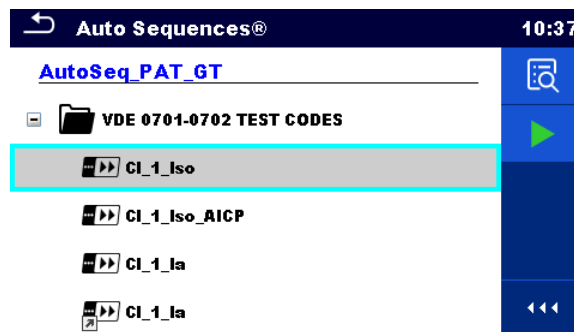 Auto Sequences® 10:37
AutoSeq_PAT_GT
VDE 0701-0702 TEST CODES
Cl_1_Iso
Cl_1_Iso_AICP
Cl_1_Ia
Cl_1_Ia